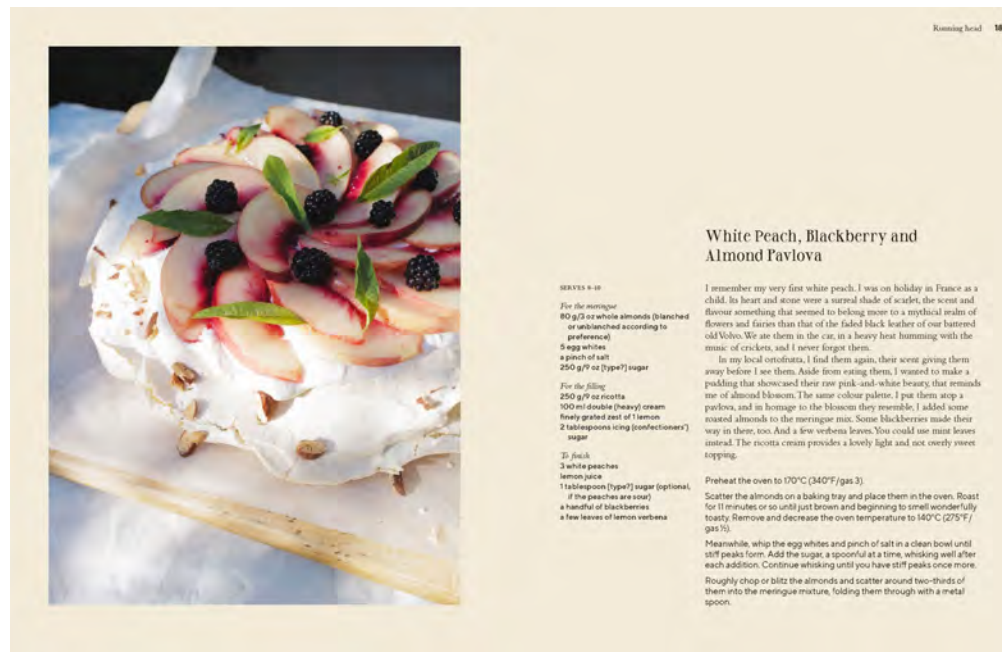 Running head 18
White Peach, Blackberry and
Almond Pavlova
SERVES 8–10
For the meringue
80 g/3 oz whole almonds (blanched
or unblanched according to
preference)
5 egg whites
a pinch of salt
250 g/9 oz [type?] sugar
For the filling
250 g/9 oz ricotta
100 ml double (heavy) cream
finely grated zest of 1 lemon
2 tablespoons icing (confectioners')
sugar
To finish
3 white peaches
lemon juice
1 tablespoon [type?] sugar (optional,
if the peaches are sour)
a handful of blackberries
a few leaves of lemon verbena
I remember my very first white peach. I was on holiday in France as a
child. Its heart and stone were a surreal shade of scarlet, the scent and
flavour something that seemed to belong more to a mythical realm of
flowers and fairies than that of the faded black leather of our battered
old Volvo. We ate them in the car, in a heavy heat humming with the
music of crickets, and I never forgot them.
In my local ortofrutta, I find them again, their scent giving them
away before I see them. Aside from eating them, I wanted to make a
pudding that showcased their raw pink-and-white beauty, that reminds
me of almond blossom. The same colour palette. I put them atop a
pavlova, and in homage to the blossom they resemble, I added some
roasted almonds to the meringue mix. Some blackberries made their
way in there, too. And a few verbena leaves. You could use mint leaves
instead. The ricotta cream provides a lovely light and not overly sweet
topping.
Preheat the oven to 170°C (340°F/gas 3).
Scatter the almonds on a baking tray and place them in the oven. Roast
for 11 minutes or so until just brown and beginning to smell wonderfully
toasty. Remove and decrease the oven temperature to 140°C (275°F/
gas ½).
Meanwhile, whip the egg whites and pinch of salt in a clean bowl until
stiff peaks form. Add the sugar, a spoonful at a time, whisking well after
each addition. Continue whisking until you have stiff peaks once more.
Roughly chop or blitz the almonds and scatter around two-thirds of
them into the meringue mixture, folding them through with a metal
spoon.